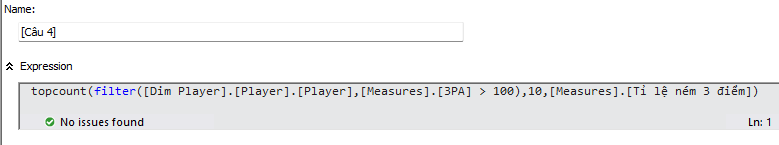 Name:
[Câu 4]
Expression
topcount(filter([Dim Player].[Player].[Player],[Measures].[3PA] > 100),10,[Measures].[Tỉ lệ ném 3 điểm])
No issues found
Ln: 1